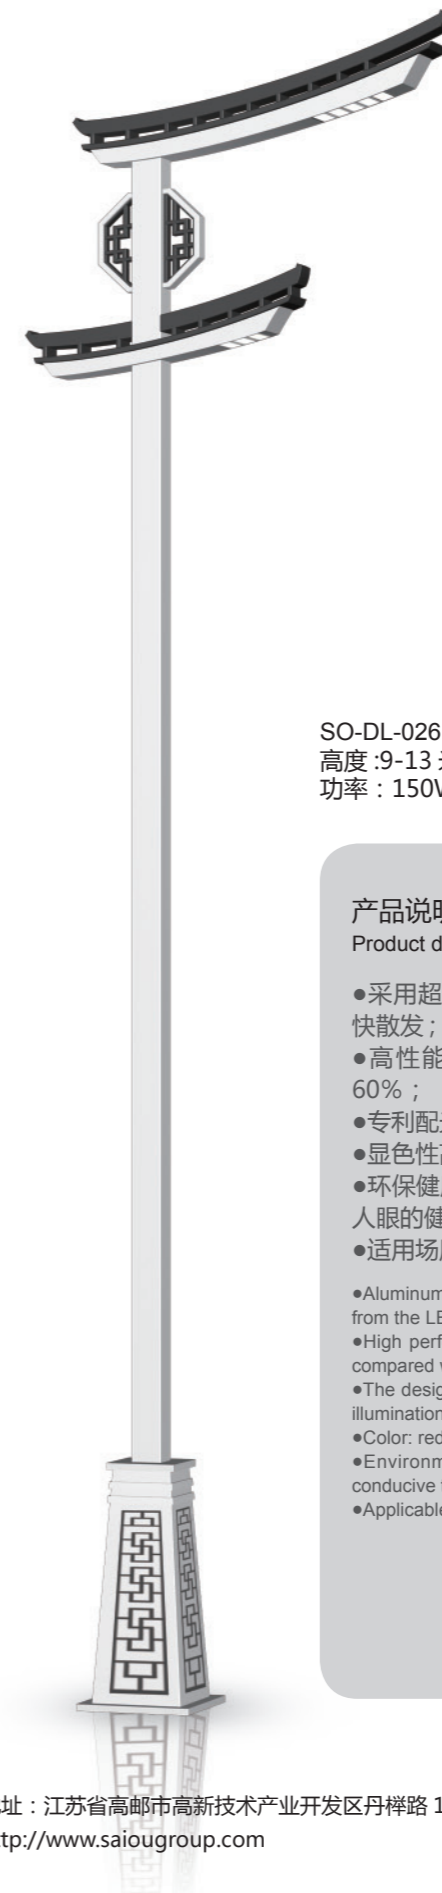 SO-DL-026
高度 :9-13
功率：150W
产品说明
Product d
●采用超
快散发；
●高性能
60%；
●专利配
●显色性
●环保健
人眼的健
●适用场
●Aluminum
from the LE
●High perf
compared
●The desig
illumination
●Color: red
●Environm
conducive
●Applicable
址：江苏省高邮市高新技术产业开发区丹榉路 1
tp://www.saiougroup.com